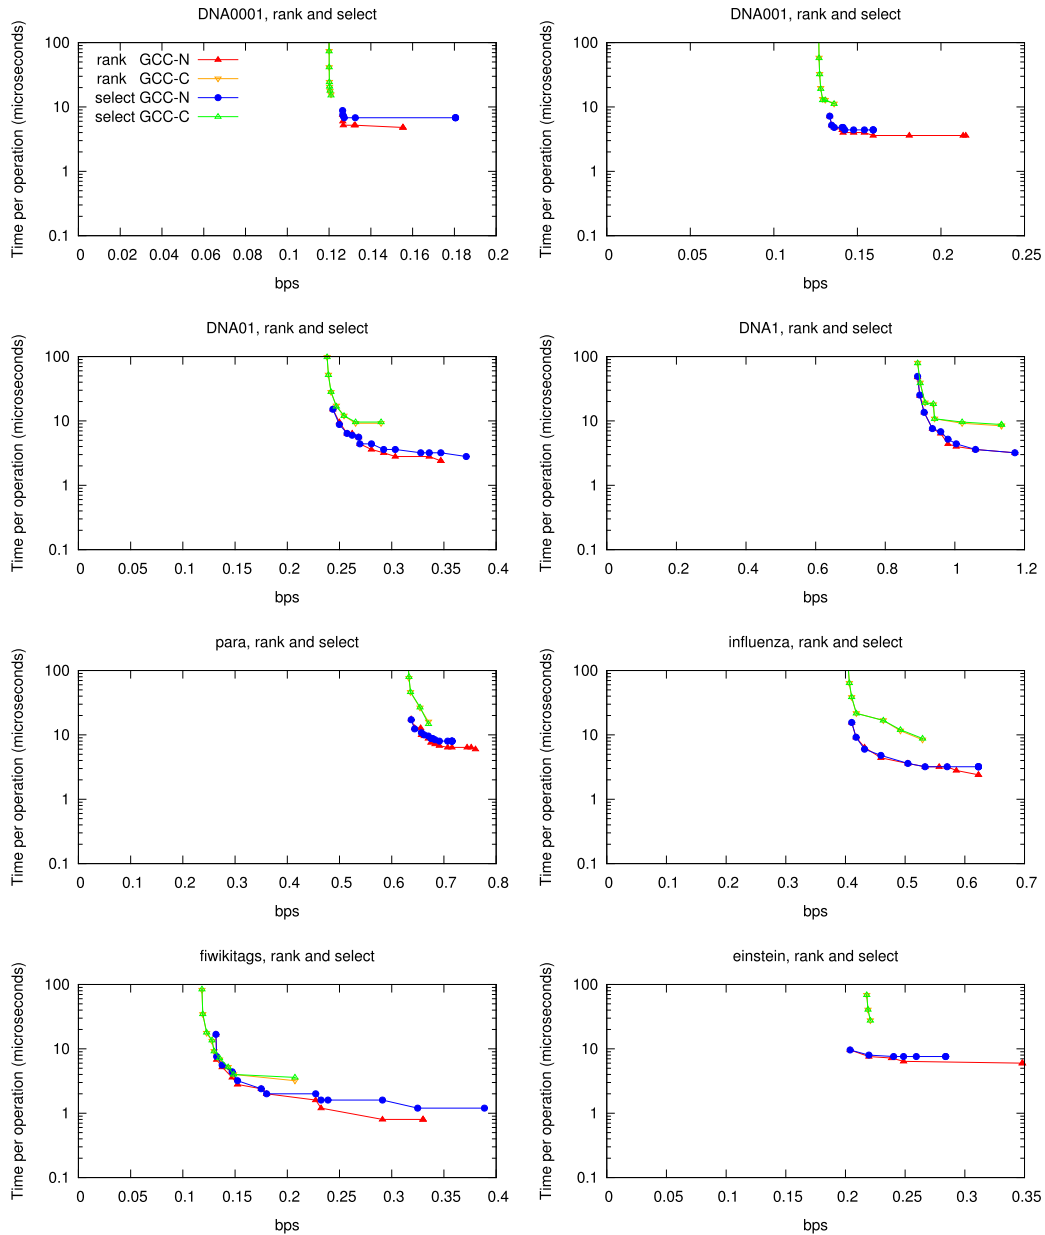 DNA0001, rank and select
Time per operation (microseconds)
100
10
1
0.1
rank GCC-N
rank GCC-C
select GCC-N
select GCC-C
0 0.02 0.04 0.06 0.08 0.1 0.12 0.14 0.16 0.18 0.2
bps
DNA001, rank and select
Time per operation (microseconds)
100
10
1
0.1
0 0.05 0.1 0.15 0.2 0.25
bps
DNA01, rank and select
Time per operation (microseconds)
100
10
1
0.1
0 0.05 0.1 0.15 0.2 0.25 0.3 0.35 0.4
bps
DNA1, rank and select
Time per operation (microseconds)
100
10
1
0.1
0 0.2 0.4 0.6 0.8 1 1.2
bps
para, rank and select
Time per operation (microseconds)
100
10
1
0.1
0 0.1 0.2 0.3 0.4 0.5 0.6 0.7 0.8
bps
influenza, rank and select
Time per operation (microseconds)
100
10
1
0.1
0 0.1 0.2 0.3 0.4 0.5 0.6 0.7
bps
fiwikitags, rank and select
Time per operation (microseconds)
100
10
1
0.1
0 0.05 0.1 0.15 0.2 0.25 0.3 0.35 0.4
bps
einstein, rank and select
Time per operation (microseconds)
100
10
1
0.1
0 0.05 0.1 0.15 0.2 0.25 0.3 0.35
bps